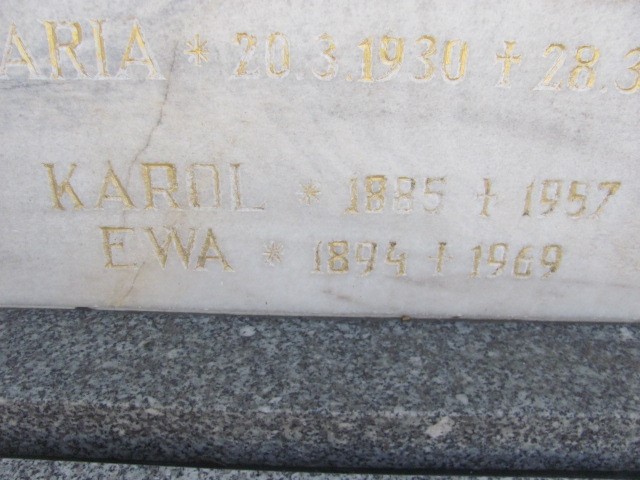 ARIA * 20.3.1930 † 28.3
KAROL * 1885 † 1957
EWA * 1894 † 1969